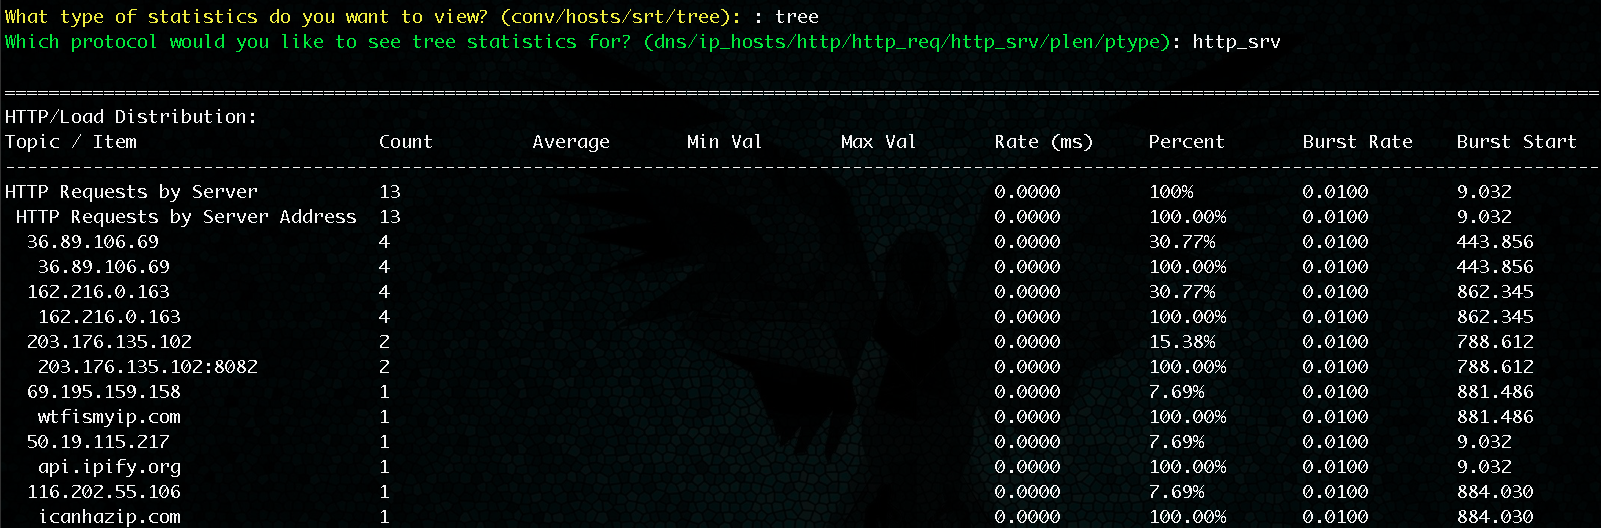 What type of statistics do you want to view? (conv/hosts/srt/tree): : tree
Which protocol would you like to see tree statistics for? (dns/ip_hosts/http/http_req/http_srv/plen/ptype): http_srv
=================================================================================================================================================
HTTP/Load Distribution:
Topic / Item                      Count         Average       Min Val       Max Val       Rate (ms)     Percent       Burst Rate    Burst Start
-------------------------------------------------------------------------------------------------------------------------------------------------
HTTP Requests by Server           13                                                      0.0000        100%          0.0100        9.032
 HTTP Requests by Server Address  13                                                      0.0000        100.00%       0.0100        9.032
  36.89.106.69                    4                                                       0.0000        30.77%        0.0100        443.856
   36.89.106.69                   4                                                       0.0000        100.00%       0.0100        443.856
  162.216.0.163                   4                                                       0.0000        30.77%        0.0100        862.345
   162.216.0.163                  4                                                       0.0000        100.00%       0.0100        862.345
  203.176.135.102                 2                                                       0.0000        15.38%        0.0100        788.612
   203.176.135.102:8082           2                                                       0.0000        100.00%       0.0100        788.612
  69.195.159.158                  1                                                       0.0000        7.69%         0.0100        881.486
   wtfismyip.com                  1                                                       0.0000        100.00%       0.0100        881.486
  50.19.115.217                   1                                                       0.0000        7.69%         0.0100        9.032
   api.ipify.org                  1                                                       0.0000        100.00%       0.0100        9.032
  116.202.55.106                  1                                                       0.0000        7.69%         0.0100        884.030
   icanhazip.com                  1                                                       0.0000        100.00%       0.0100        884.030